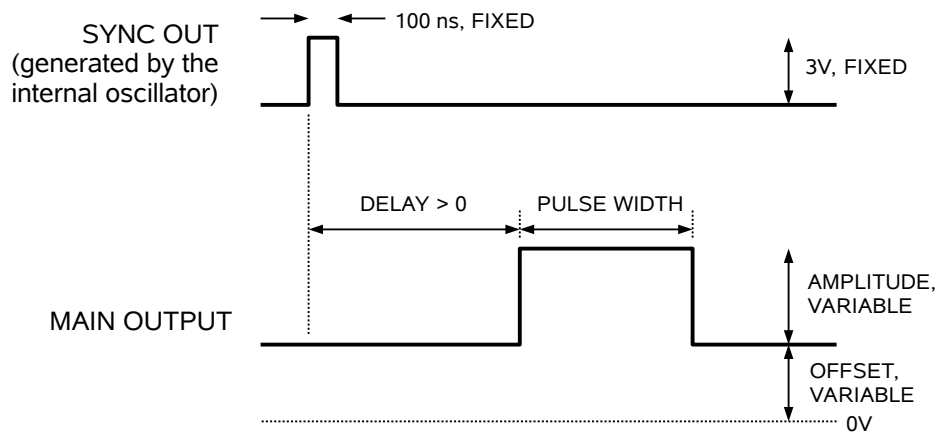 100 ns, FIXED
SYNC OUT
(generated by the
internal oscillator)
3V, FIXED
DELAY > 0
PULSE WIDTH
AMPLITUDE,
VARIABLE
MAIN OUTPUT
OFFSET,
VARIABLE
0V